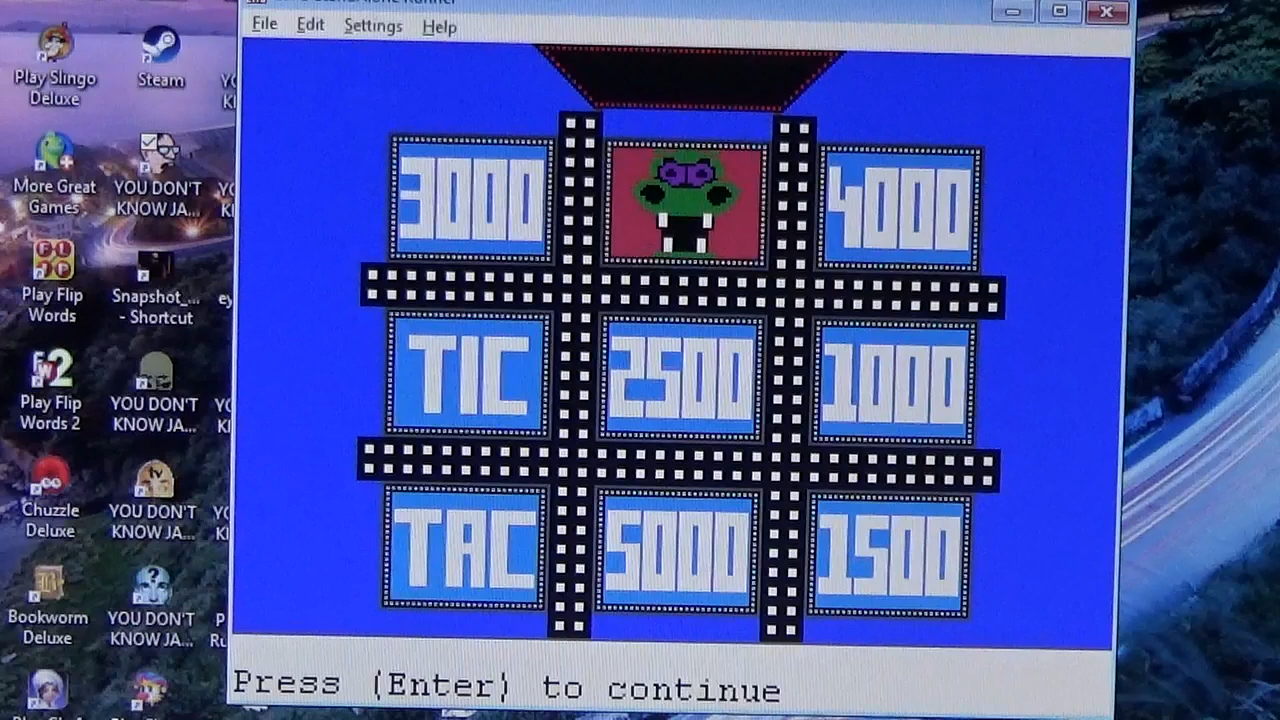 File Edit Settings Help
3000 4000
TIC 2500 1000
TAC 5000 1500
Press (Enter) to continue
Play Slingo
Deluxe
Steam
More Great
Games
YOU DON'T
KNOW JA...
Play Flip
Words
Snapshot_...
- Shortcut
Play Flip
Words 2
YOU DON'T
KNOW JA...
Chuzzle
Deluxe
YOU DON'T
KNOW JA...
Bookworm
Deluxe
YOU DON'T
KNOW JA...